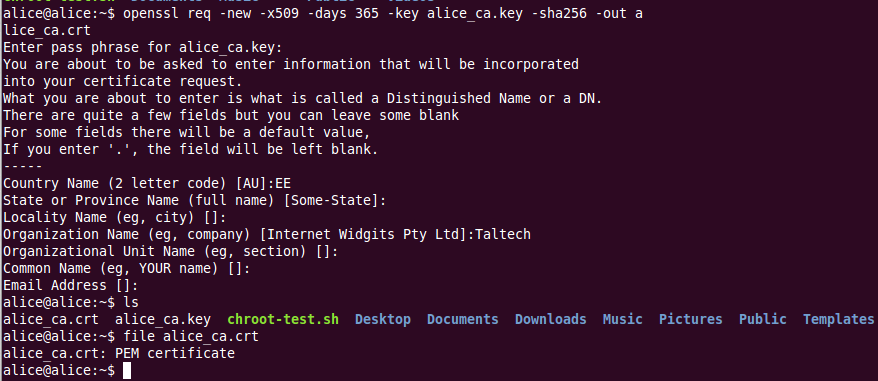 alice@alice:~$ openssl req -new -x509 -days 365 -key alice_ca.key -sha256 -out a
lice_ca.crt
Enter pass phrase for alice_ca.key:
You are about to be asked to enter information that will be incorporated
into your certificate request.
What you are about to enter is what is called a Distinguished Name or a DN.
There are quite a few fields but you can leave some blank
For some fields there will be a default value,
If you enter '.', the field will be left blank.
-----
Country Name (2 letter code) [AU]:EE
State or Province Name (full name) [Some-State]:
Locality Name (eg, city) []:
Organization Name (eg, company) [Internet Widgits Pty Ltd]:Taltech
Organizational Unit Name (eg, section) []:
Common Name (eg, YOUR name) []:
Email Address []:
alice@alice:~$ ls
alice_ca.crt  alice_ca.key  chroot-test.sh  Desktop  Documents  Downloads  Music  Pictures  Public  Templates
alice@alice:~$ file alice_ca.crt
alice_ca.crt: PEM certificate
alice@alice:~$